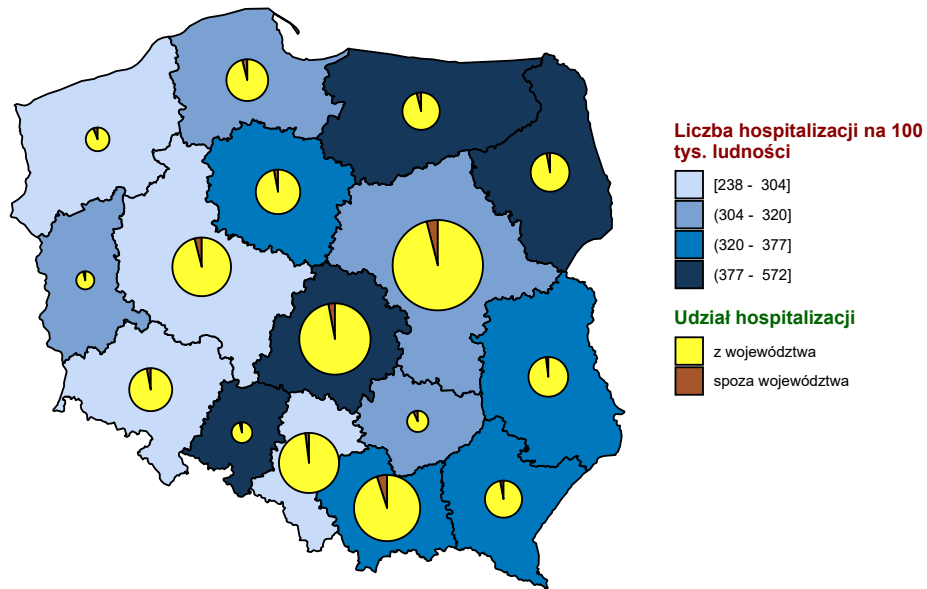 Liczba hospitalizacji na 100
tys. ludności
[238 - 304]
(304 - 320]
(320 - 377]
(377 - 572]
Udział hospitalizacji
z województwa
spoza województwa